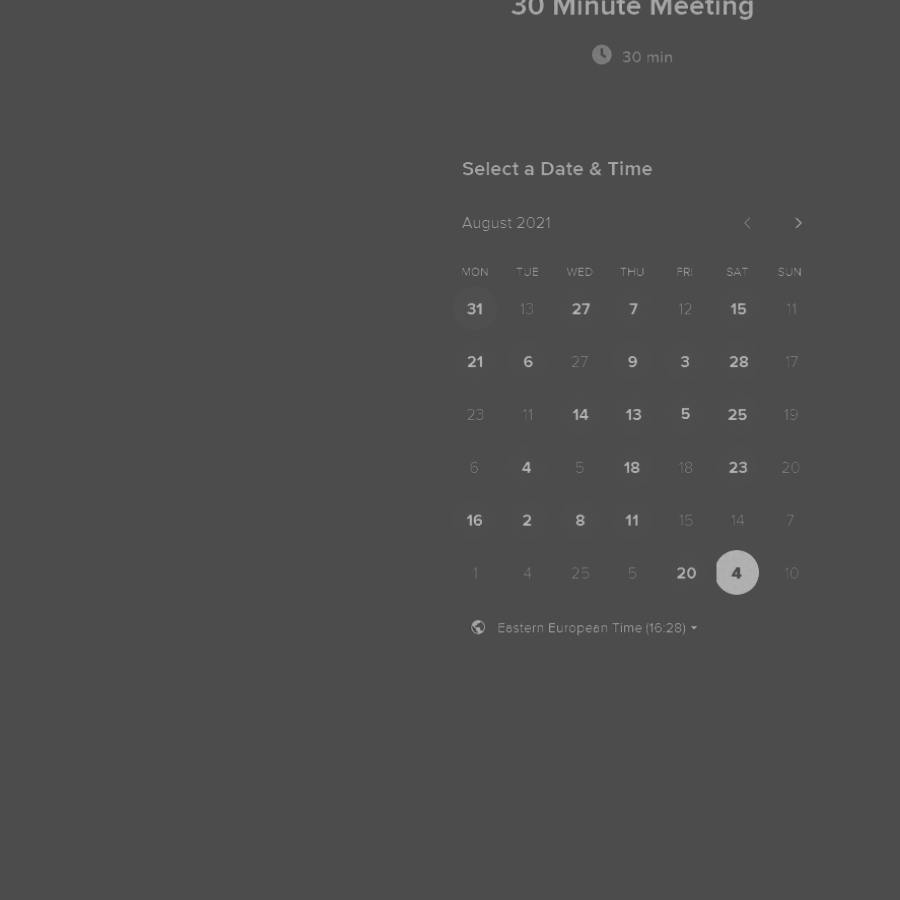 30 Minute Meeting
30 min
Select a Date & Time
August 2021
MON TUE WED THU FRI SAT SUN
31 13 27 7 12 15 11
21 6 27 9 3 28 17
23 11 14 13 5 25 19
6 4 5 18 18 23 20
16 2 8 11 15 14 7
1 4 25 5 20 4 10
Eastern European Time (16:28)